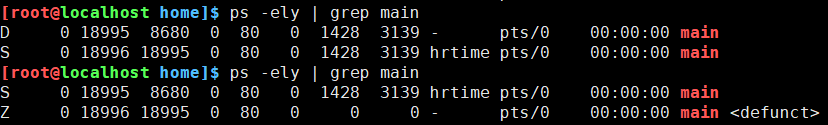 [root@localhost home]$ ps -ely | grep main
D     0 18995  8680  0  80   0  1428  3139 -      pts/0    00:00:00 main
S     0 18996 18995  0  80   0  1428  3139 hrtime pts/0    00:00:00 main
[root@localhost home]$ ps -ely | grep main
S     0 18995  8680  0  80   0  1428  3139 hrtime pts/0    00:00:00 main
Z     0 18996 18995  0  80   0     0     0 -      pts/0    00:00:00 main <defunct>